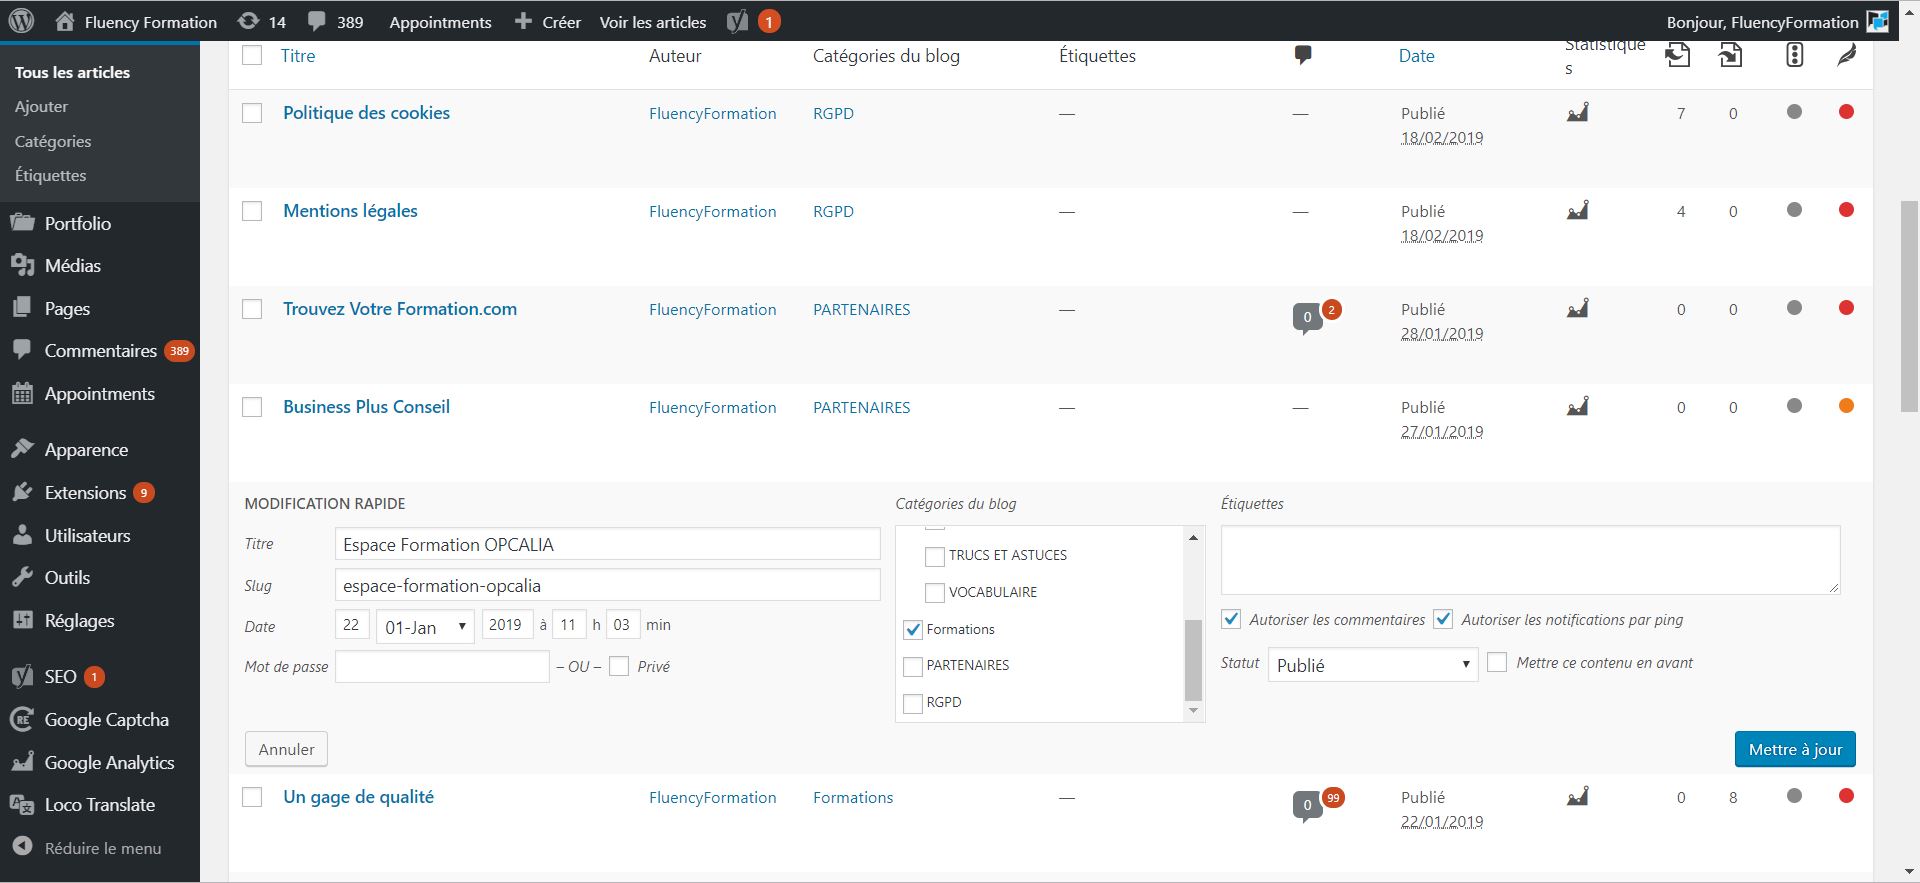 Fluency Formation 14 389 Appointments Créer Voir les articles 1 Bonjour, FluencyFormation
Tous les articles
Ajouter
Catégories
Étiquettes
Portfolio
Médias
Pages
Commentaires 389
Appointments
Apparence
Extensions 9
Utilisateurs
Outils
Réglages
SEO 1
Google Captcha
Google Analytics
Loco Translate
Réduire le menu
Titre Auteur Catégories du blog Étiquettes Date Statistique
s
Politique des cookies FluencyFormation RGPD — — Publié 7 0
18/02/2019
Mentions légales FluencyFormation RGPD — — Publié 4 0
18/02/2019
Trouvez Votre Formation.com FluencyFormation PARTENAIRES — 0 2 Publié 0 0
28/01/2019
Business Plus Conseil FluencyFormation PARTENAIRES — — Publié 0 0
27/01/2019
MODIFICATION RAPIDE
Titre Espace Formation OPCALIA
Slug espace-formation-opcalia
Date 22 01-Jan 2019 à 11 h 03 min
Mot de passe – OU – Privé
Catégories du blog
TRUCS ET ASTUCES
VOCABULAIRE
Formations
PARTENAIRES
RGPD
Étiquettes
Autoriser les commentaires Autoriser les notifications par ping
Statut Publié Mettre ce contenu en avant
Annuler Mettre à jour
Un gage de qualité FluencyFormation Formations — 0 99 Publié 0 8
22/01/2019